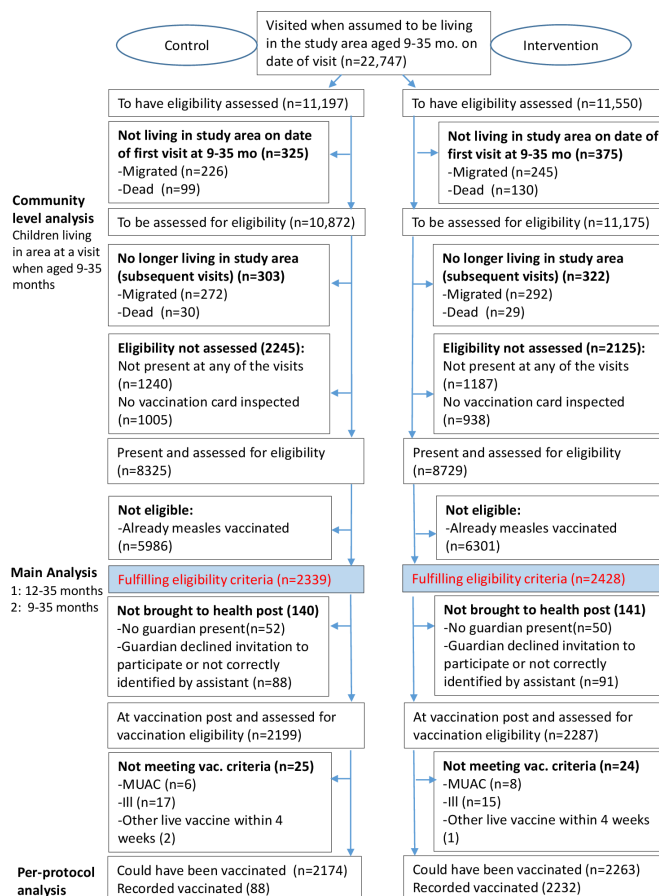 Visited when assumed to be living
in the study area aged 9-35 mo. on
date of visit (n=22,747)
Control
Intervention
To have eligibility assessed (n=11,197)
To have eligibility assessed (n=11,550)
Not living in study area on date
of first visit at 9-35 mo (n=325)
-Migrated (n=226)
-Dead (n=99)
Not living in study area on date of
first visit at 9-35 mo (n=375)
-Migrated (n=245)
-Dead (n=130)
Community
level analysis
Children living
in area at a visit
when aged 9-35
months
To be assessed for eligibility (n=10,872)
To be assessed for eligibility (n=11,175)
No longer living in study area
(subsequent visits) (n=303)
-Migrated (n=272)
-Dead (n=30)
No longer living in study area
(subsequent visits) (n=322)
-Migrated (n=292)
-Dead (n=29)
Eligibility not assessed (2245):
Not present at any of the visits
(n=1240)
No vaccination card inspected
(n=1005)
Eligibility not assessed (n=2125):
Not present at any of the visits
(n=1187)
No vaccination card inspected
(n=938)
Present and assessed for eligibility
(n=8325)
Present and assessed for eligibility
(n=8729)
Not eligible:
-Already measles vaccinated
(n=5986)
Not eligible:
-Already measles vaccinated
(n=6301)
Main Analysis
1: 12-35 months
2: 9-35 months
Fulfilling eligibility criteria (n=2339)
Fulfilling eligibility criteria (n=2428)
Not brought to health post (140)
-No guardian present(n=52)
-Guardian declined invitation to
participate or not correctly
identified by assistant (n=88)
Not brought to health post (141)
-No guardian present (n=50)
-Guardian declined invitation to
participate or not correctly
identified by assistant (n=91)
At vaccination post and assessed for
vaccination eligibility (n=2199)
At vaccination post and assessed for
vaccination eligibility (n=2287)
Not meeting vac. criteria (n=25)
-MUAC (n=6)
-Ill (n=17)
-Other live vaccine within 4
weeks (2)
Not meeting vac. criteria (n=24)
-MUAC (n=8)
-Ill (n=15)
-Other live vaccine within 4 weeks
(1)
Per-protocol
analysis
Could have been vaccinated (n=2174)
Recorded vaccinated (88)
Could have been vaccinated (n=2263)
Recorded vaccinated (2232)